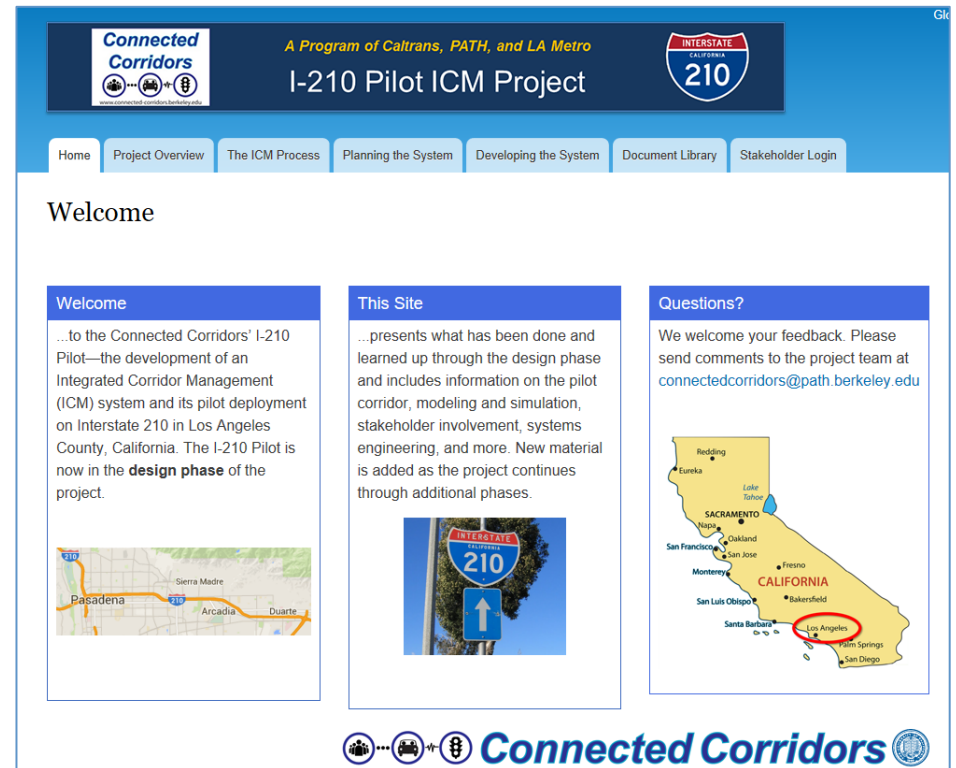 Glo
Connected
Corridors
www.connected-corridors.berkeley.edu
A Program of Caltrans, PATH, and LA Metro
I-210 Pilot ICM Project
INTERSTATE
CALIFORNIA
210
Home
Project Overview
The ICM Process
Planning the System
Developing the System
Document Library
Stakeholder Login
Welcome
Welcome
...to the Connected Corridors' I-210
Pilot—the development of an
Integrated Corridor Management
(ICM) system and its pilot deployment
on Interstate 210 in Los Angeles
County, California. The I-210 Pilot is
now in the design phase of the
project.
210
Sierra Madre
Pasadena
210
Arcadia
Duarte
This Site
...presents what has been done and
learned up through the design phase
and includes information on the pilot
corridor, modeling and simulation,
stakeholder involvement, systems
engineering, and more. New material
is added as the project continues
through additional phases.
INTERSTATE
CALIFORNIA
210
Questions?
We welcome your feedback. Please
send comments to the project team at
connectedcorridors@path.berkeley.edu
Redding
Eureka
Lake
Tahoe
SACRAMENTO
Napa
Oakland
San Francisco
San Jose
Fresno
Monterey
CALIFORNIA
San Luis Obispo
Bakersfield
Santa Barbara
Los Angeles
Palm Springs
San Diego
Connected Corridors